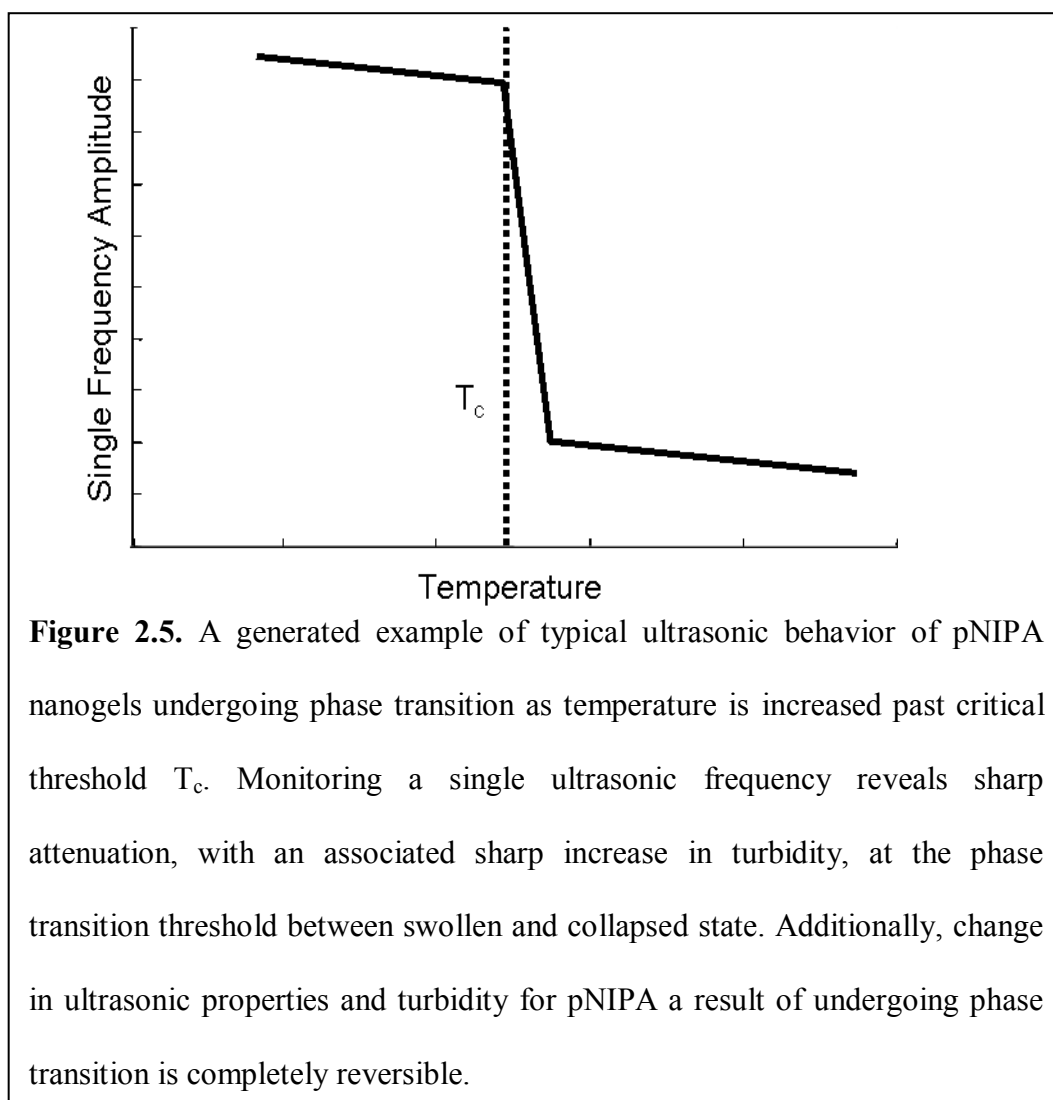 Single Frequency Amplitude
T_c
Temperature
Figure 2.5. A generated example of typical ultrasonic behavior of pNIPA
nanogels undergoing phase transition as temperature is increased past critical
threshold T_c. Monitoring a single ultrasonic frequency reveals sharp
attenuation, with an associated sharp increase in turbidity, at the phase
transition threshold between swollen and collapsed state. Additionally, change
in ultrasonic properties and turbidity for pNIPA a result of undergoing phase
transition is completely reversible.